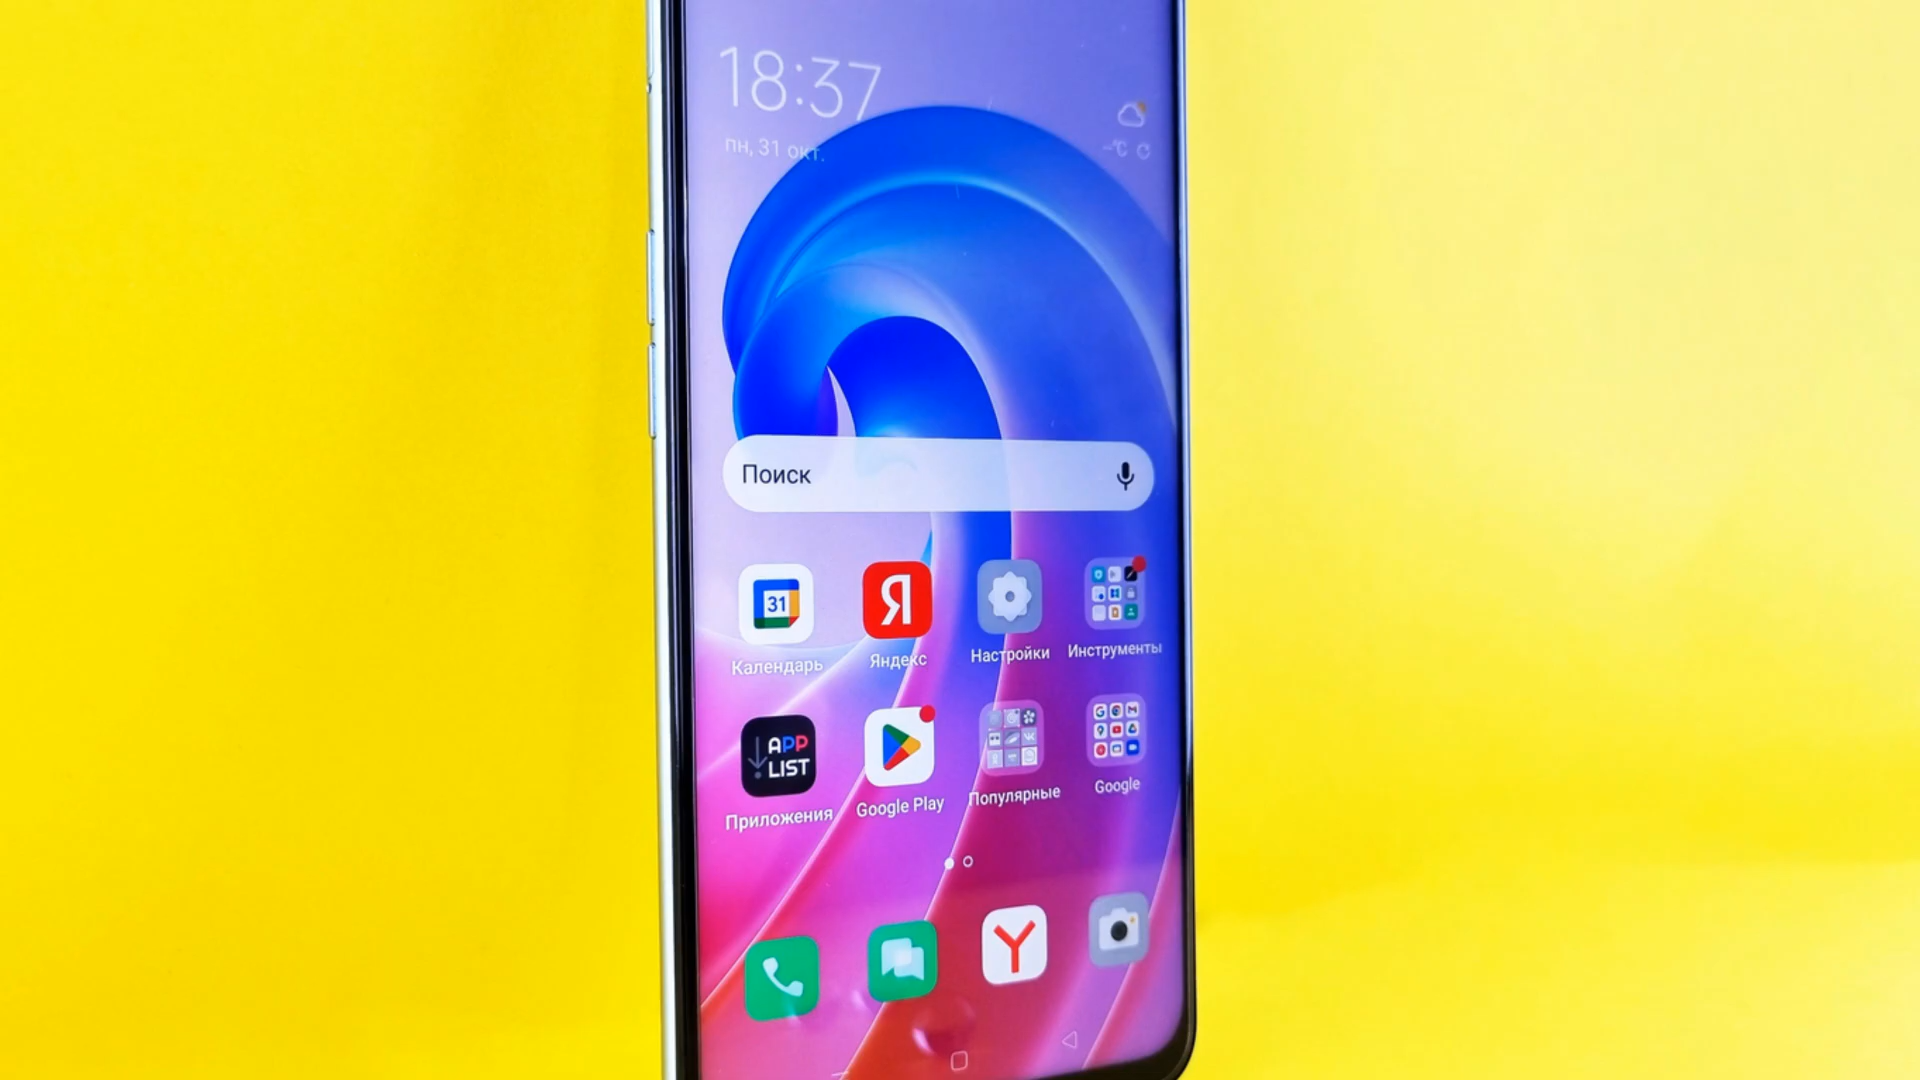 18:37
пн, 31 окт.
-°C
Поиск
31
Я
Календарь
Яндекс
Настройки
Инструменты
APP
LIST
Приложения
Google Play
Популярные
Google
Y